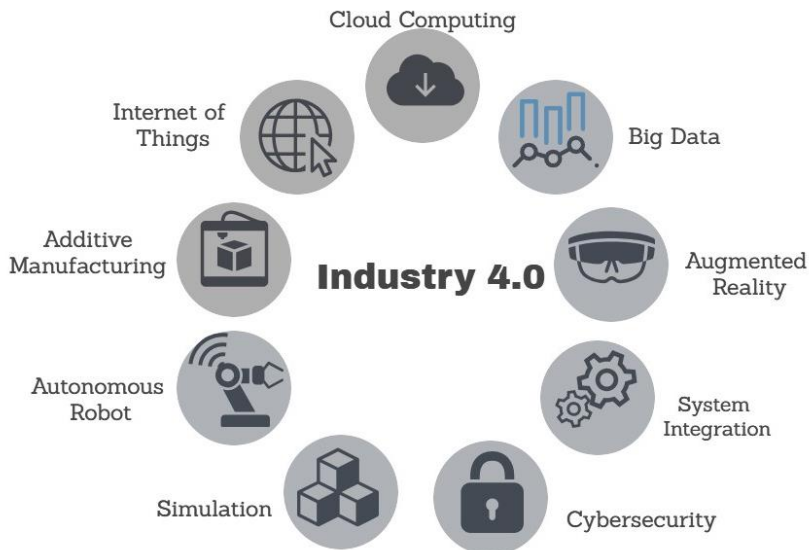 Cloud Computing
Internet of
Things
Big Data
Additive
Manufacturing
Industry 4.0
Augmented
Reality
Autonomous
Robot
System
Integration
Simulation
Cybersecurity